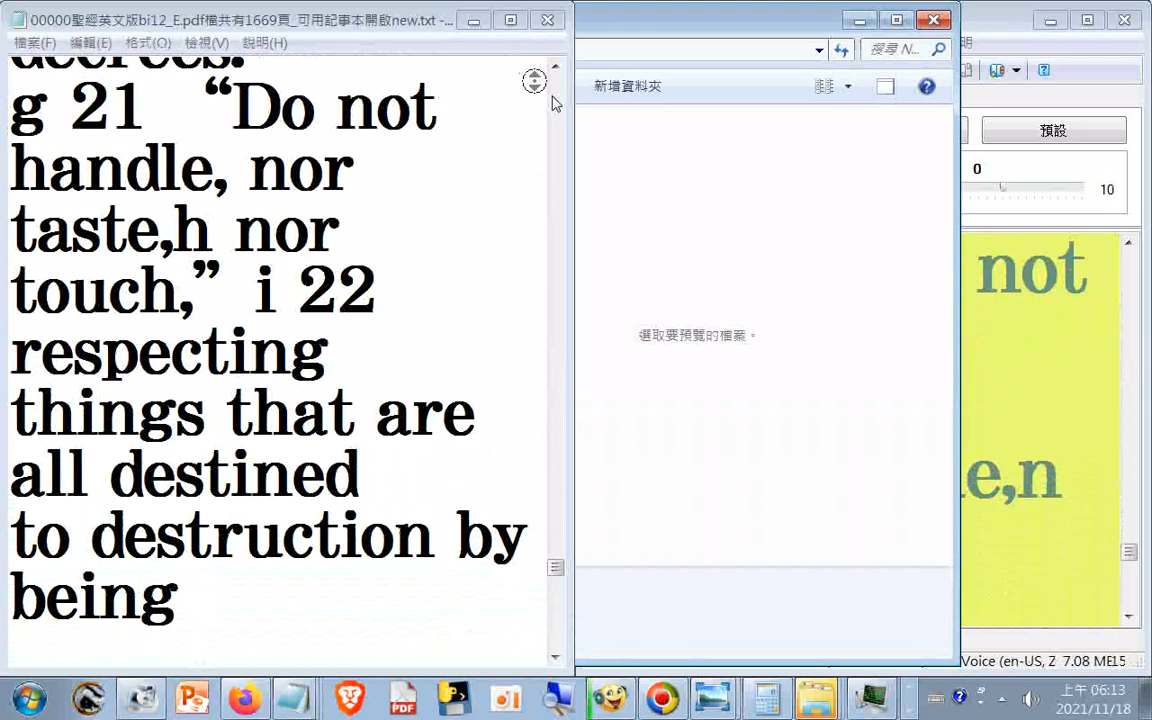 00000聖經英文版bi12_E.pdf檔共有1669頁_可用記事本開啟new.txt -...
檔案(F) 編輯(E) 格式(O) 檢視(V) 說明(H)
decrees.
g 21 “Do not
handle, nor
taste,h nor
touch,” i 22
respecting
things that are
all destined
to destruction by
being
搜尋 N...
新增資料夾
選取要預覽的檔案。
明
預設
0
10
not
e,n
Voice (en-US, Z 7.08 ME15
PDF
上午 06:13
2021/11/18